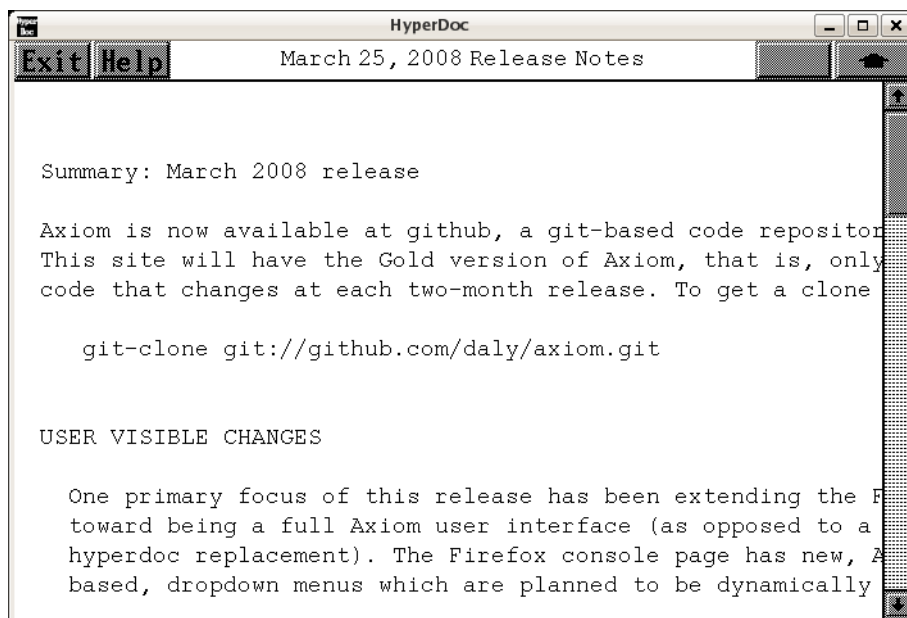 Hyper Doc
HyperDoc
Exit Help March 25, 2008 Release Notes
Summary: March 2008 release
Axiom is now available at github, a git-based code repositor
This site will have the Gold version of Axiom, that is, only
code that changes at each two-month release. To get a clone
git-clone git://github.com/daly/axiom.git
USER VISIBLE CHANGES
One primary focus of this release has been extending the F
toward being a full Axiom user interface (as opposed to a
hyperdoc replacement). The Firefox console page has new, A
based, dropdown menus which are planned to be dynamically